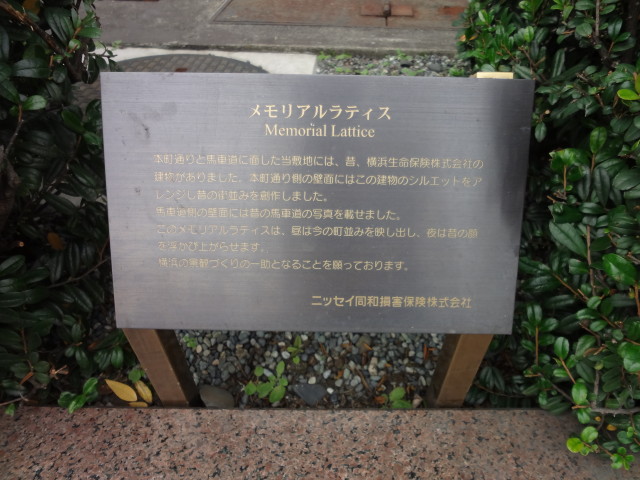 メモリアルラティス
Memorial Lattice
本町通りと馬車道に面した当敷地には、昔、横浜生命保険株式会社の
建物がありました。本町通り側の壁面にはこの建物のシルエットをア
レンジし昔の街並みを創作しました。
馬車道側の壁面には昔の馬車道の写真を載せました。
このメモリアルラティスは、昼は今の町並みを映し出し、夜は昔の顔
を浮かび上がらせます。
横浜の景観づくりの一助となることを願っております。
ニッセイ同和損害保険株式会社